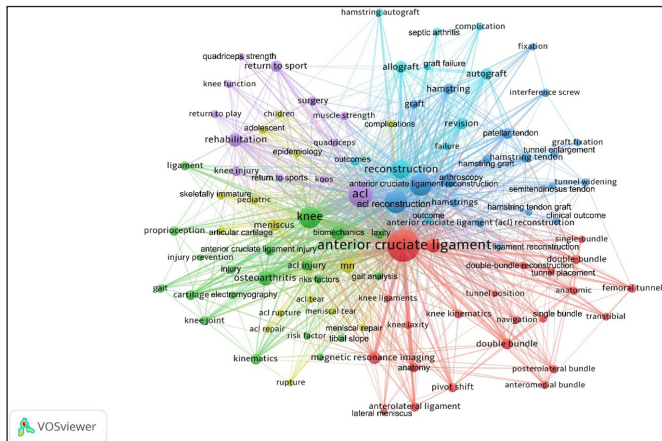 hamstring autograft
complication
septic arthritis
quadriceps strength
return to sport
allograft
graft failure
autograft
fixation
knee function
surgery
graft
hamstring
interference screw
return to play
children
muscle strength
complications
revision
adolescent
patellar tendon
rehabilitation
quadriceps
failure
graft fixation
epidemiology
outcomes
tunnel enlargement
hamstring tendon
ligament
knee injury
reconstruction
hamstring graft
arthroscopy
return to sports
koos
anterior cruciate ligament reconstruction
tunnel widening
semitencinosus tendon
skeletally immature
pediatric
acl
acl reconstruction
hamstrings
hamstring tendon graft
clinical outcome
proprioception
meniscus
knee
outcome
anterior cruciate ligament (acl) reconstruction
articular cartilage
biomechanics
laxity
single-bundle
anterior cruciate ligament injury
anterior cruciate ligament
ligament reconstruction
injury prevention
double-bundle
injury
acl injury
mri
double-bundle reconstruction
tunnel placement
gait
osteoarthritis
riks factors
gait analysis
femoral tunnel
cartilage
electromyography
tunnel position
anatomic
acl tear
knee ligaments
knee joint
acl rupture
meniscal tear
knee kinematics
single bundle
transtibial
acl repair
meniscal repair
knee laxity
navigation
risk factor
tibial slope
double bundle
kinematics
magnetic resonance imaging
anatomy
posterolateral bundle
rupture
pivot shift
anteromedial bundle
anterolateral ligament
lateral meniscus
VOSviewer